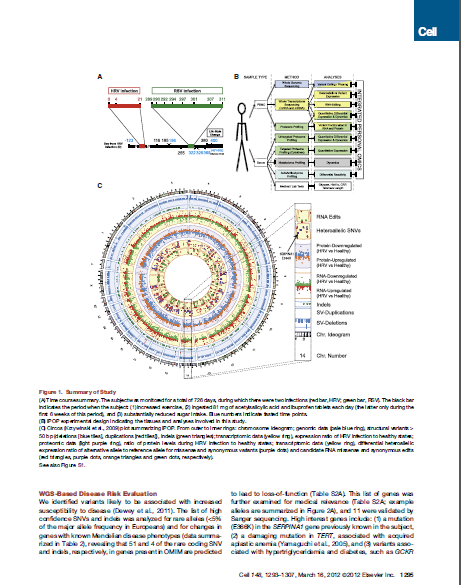 Cell
A
HRV Infection
RSV Infection
B
SAMPLE TYPE
METHOD
ANALYSES
PBMC
Serum
C
RNA Edits
Heteroallelic SNVs
Protein-Downregulated
(HRV vs Healthy)
Protein-Upregulated
(HRV vs Healthy)
RNA-Downregulated
(HRV vs Healthy)
RNA-Upregulated
(HRV vs Healthy)
Indels
SV-Duplications
SV-Deletions
Chr. Ideogram
14
Chr. Number
Figure 1. Summary of Study
(A) Time course summary. The subject was monitored for a total of 726 days, during which there were two infections (red bar, HRV; green bar, RSV). The black bar
indicates the period when the subject: (1) increased exercise, (2) ingested 81 mg of acetylsalicylic acid and ibuprofen tablets each day (the latter only during the
first 6 weeks of this period), and (3) substantially reduced sugar intake. Blue numbers indicate fasted time points.
(B) iPOP experimental design indicating the tissues and analyses involved in this study.
(C) Circos (Krzywinski et al., 2009) plot summarizing iPOP. From outer to inner rings: chromosome ideogram; genomic data (pale blue ring), structural variants >
50 bp (deletions [blue tiles], duplications [red tiles]), indels (green triangles); transcriptomic data (yellow ring), expression ratio of HRV infection to healthy states;
proteomic data (light purple ring), ratio of protein levels during HRV infection to healthy states; transcriptomic data (yellow ring), differential heteroallelic
expression ratio of alternative allele to reference allele for missense and synonymous variants (purple dots) and candidate RNA missense and synonymous edits
(red triangles, purple dots, orange triangles and green dots, respectively).
See also Figure S1.
WGS-Based Disease Risk Evaluation
We identified variants likely to be associated with increased
susceptibility to disease (Dewey et al., 2011). The list of high
confidence SNVs and indels was analyzed for rare alleles (<5%
of the major allele frequency in Europeans) and for changes in
genes with known Mendelian disease phenotypes (data summa-
rized in Table 2), revealing that 51 and 4 of the rare coding SNV
and indels, respectively, in genes present in OMIM are predicted
to lead to loss-of-function (Table S2A). This list of genes was
further examined for medical relevance (Table S2A; example
alleles are summarized in Figure 2A), and 11 were validated by
Sanger sequencing. High interest genes include: (1) a mutation
(E366K) in the SERPINA1 gene previously known in the subject,
(2) a damaging mutation in TERT, associated with acquired
aplastic anemia (Yamaguchi et al., 2005), and (3) variants asso-
ciated with hypertriglyceridemia and diabetes, such as GCKR
Cell 148, 1293–1307, March 16, 2012 ©2012 Elsevier Inc. 1295